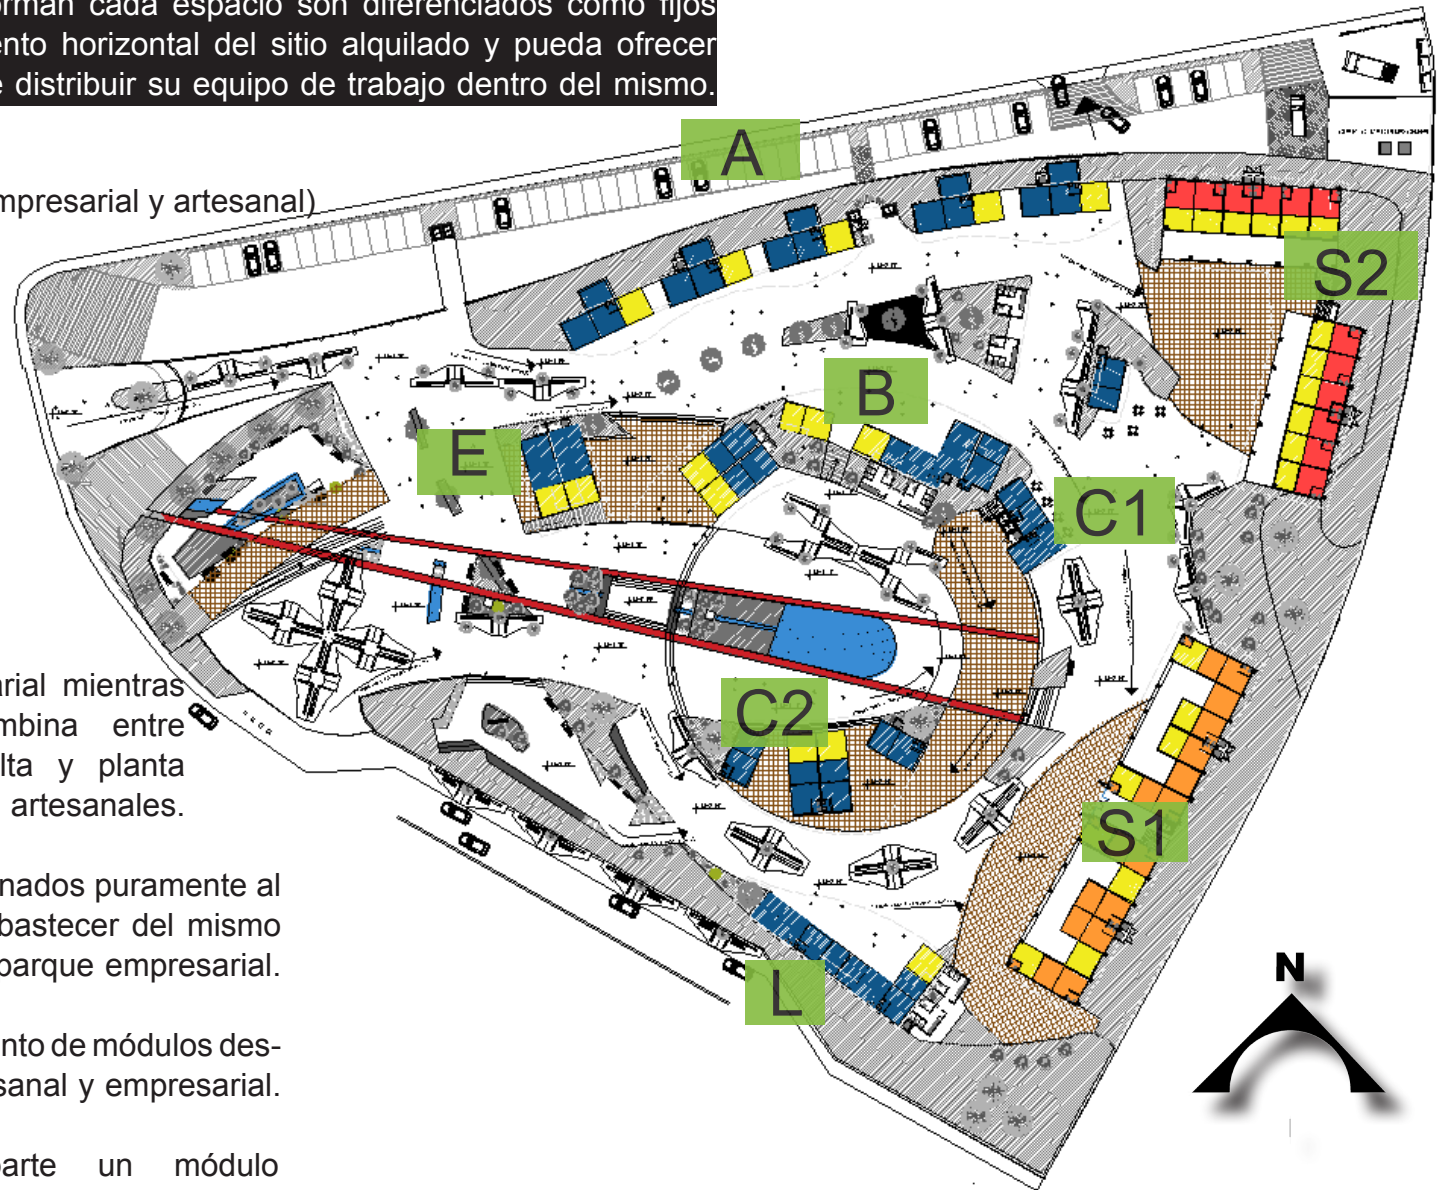 orman cada espacio son diferenciados como fijos
ento horizontal del sitio alquilado y pueda ofrecer
e distribuir su equipo de trabajo dentro del mismo.
mpresarial y artesanal)
A
S2
B
E
C1
arial mientras
mbina entre
lta y planta
artesanales.
C2
S1
nados puramente al
bastecer del mismo
parque empresarial.
L
N
nto de módulos des-
sanal y empresarial.
parte un módulo